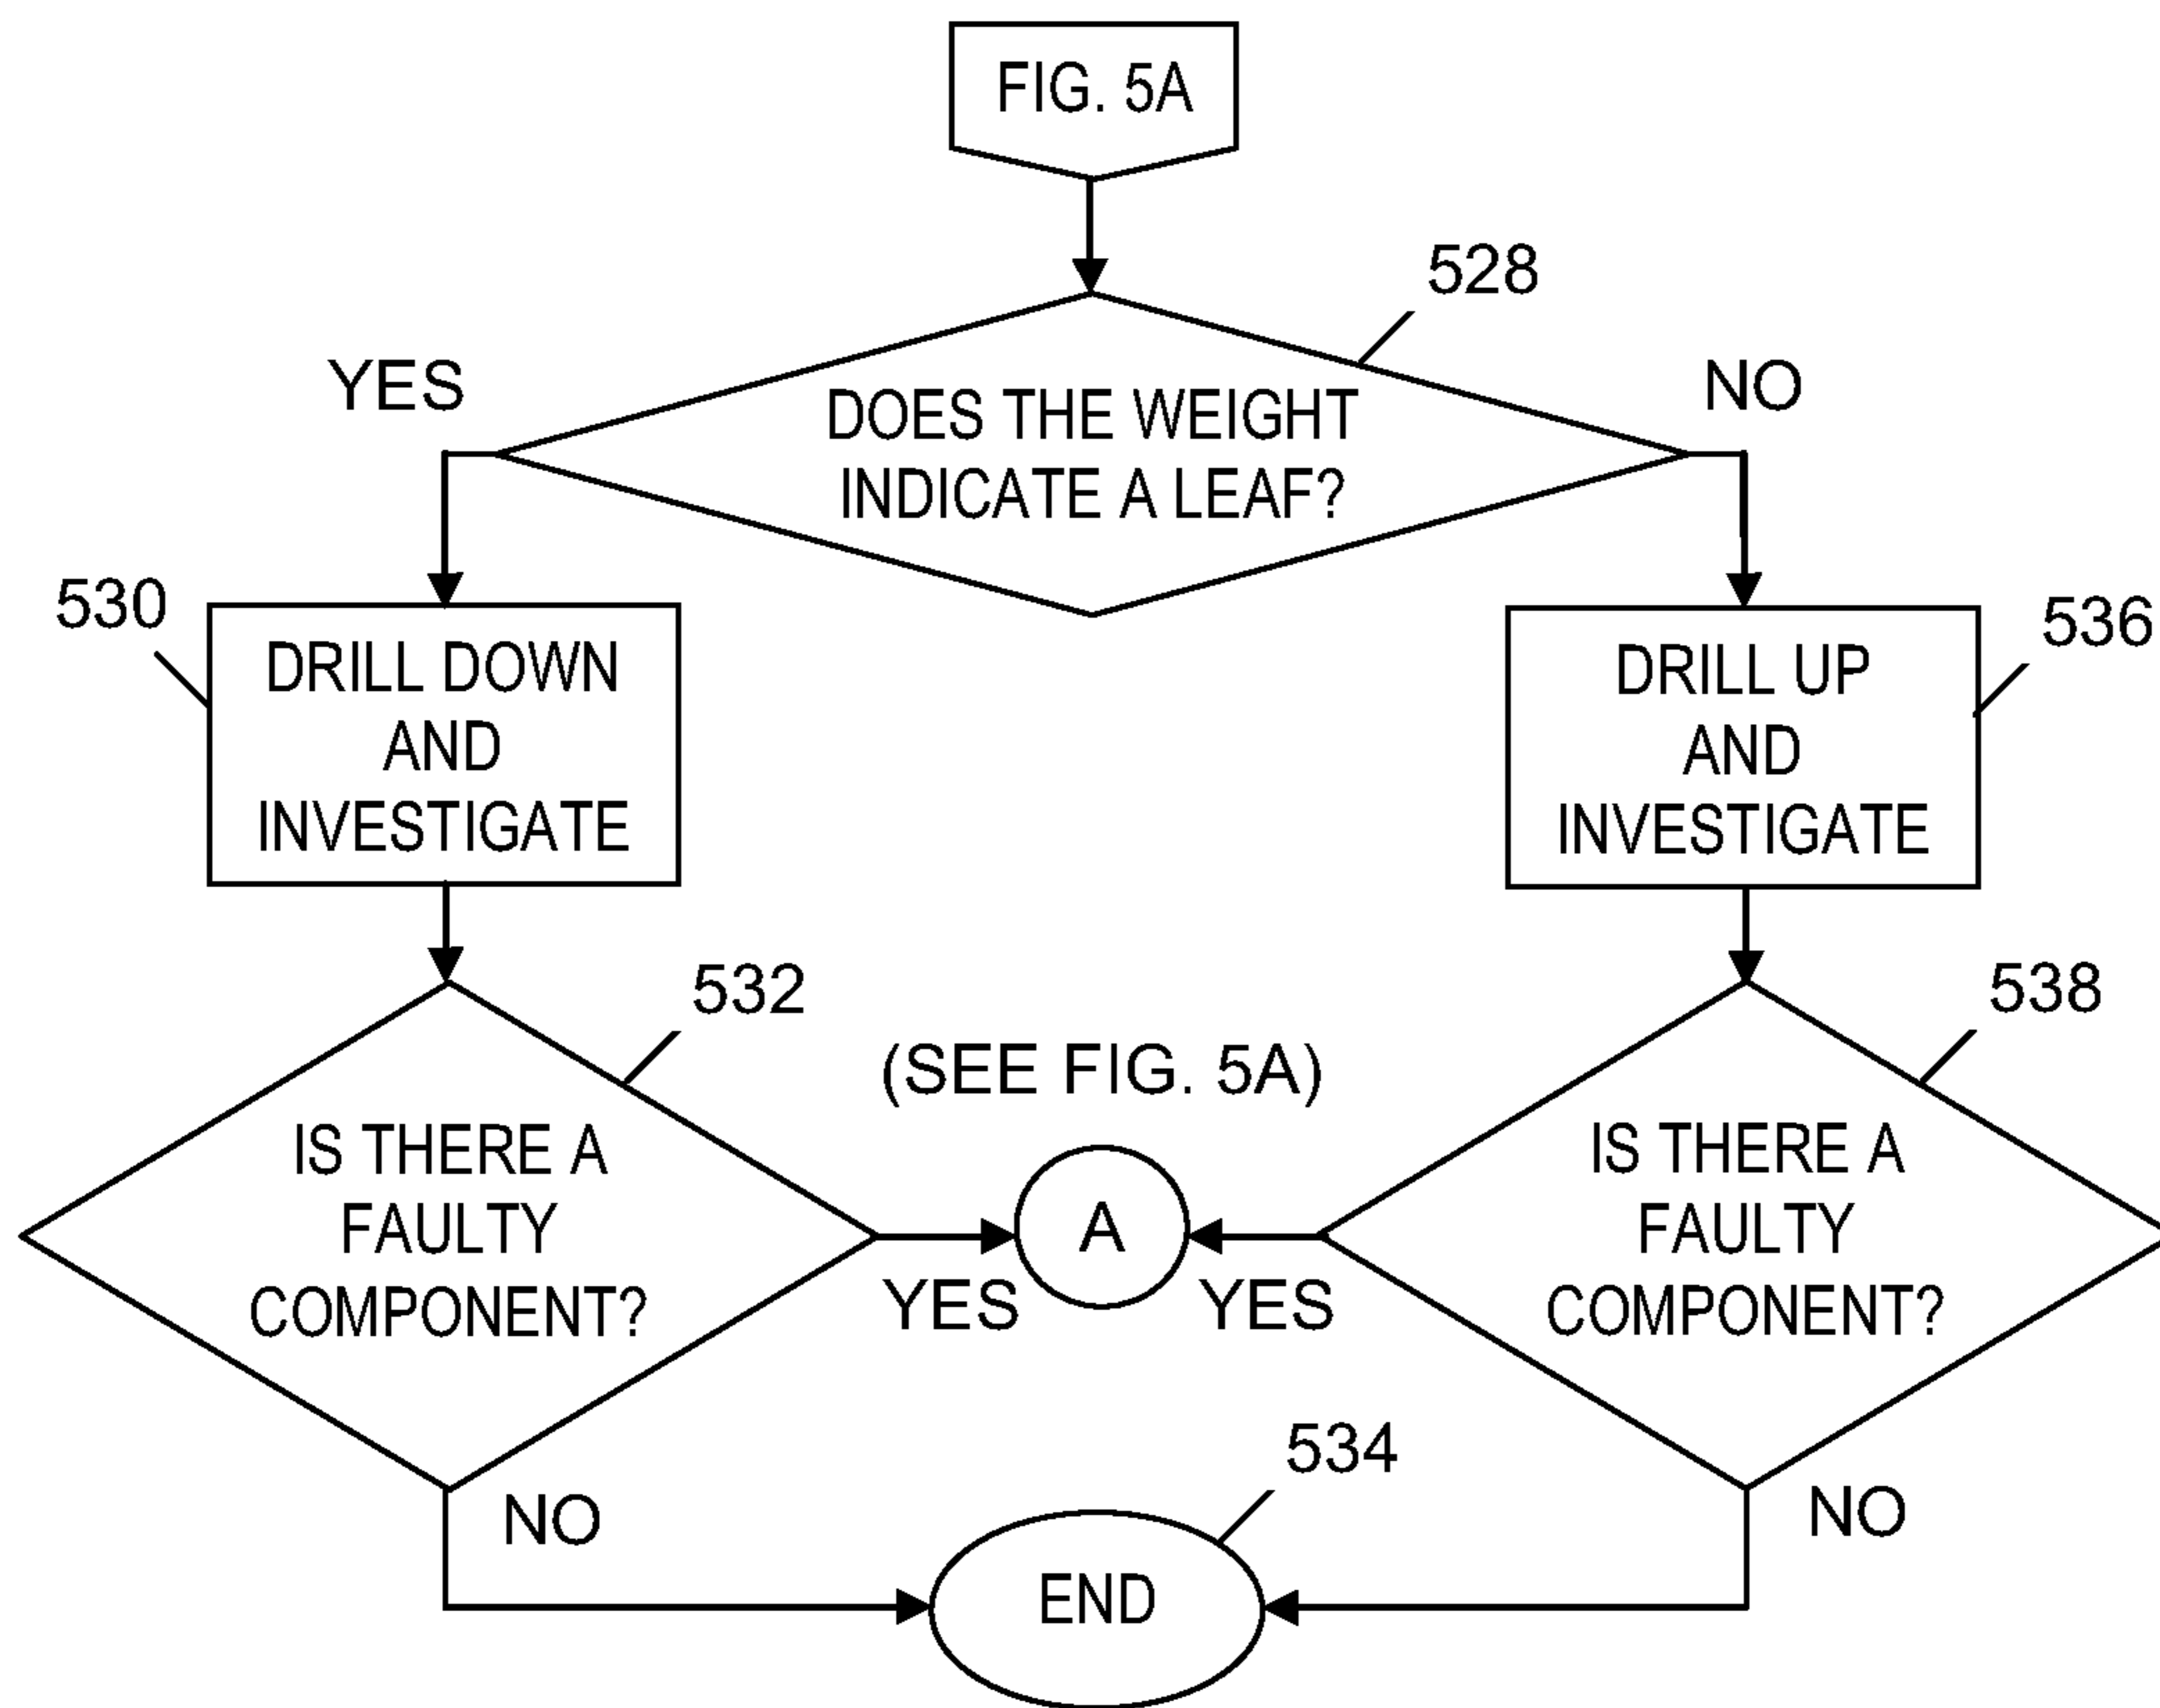 FIG. 5A
528
YES
NO
DOES THE WEIGHT
INDICATE A LEAF?
530
DRILL DOWN
AND
INVESTIGATE
536
DRILL UP
AND
INVESTIGATE
532
538
(SEE FIG. 5A)
IS THERE A
FAULTY
COMPONENT?
A
IS THERE A
FAULTY
COMPONENT?
YES
YES
534
NO
NO
END